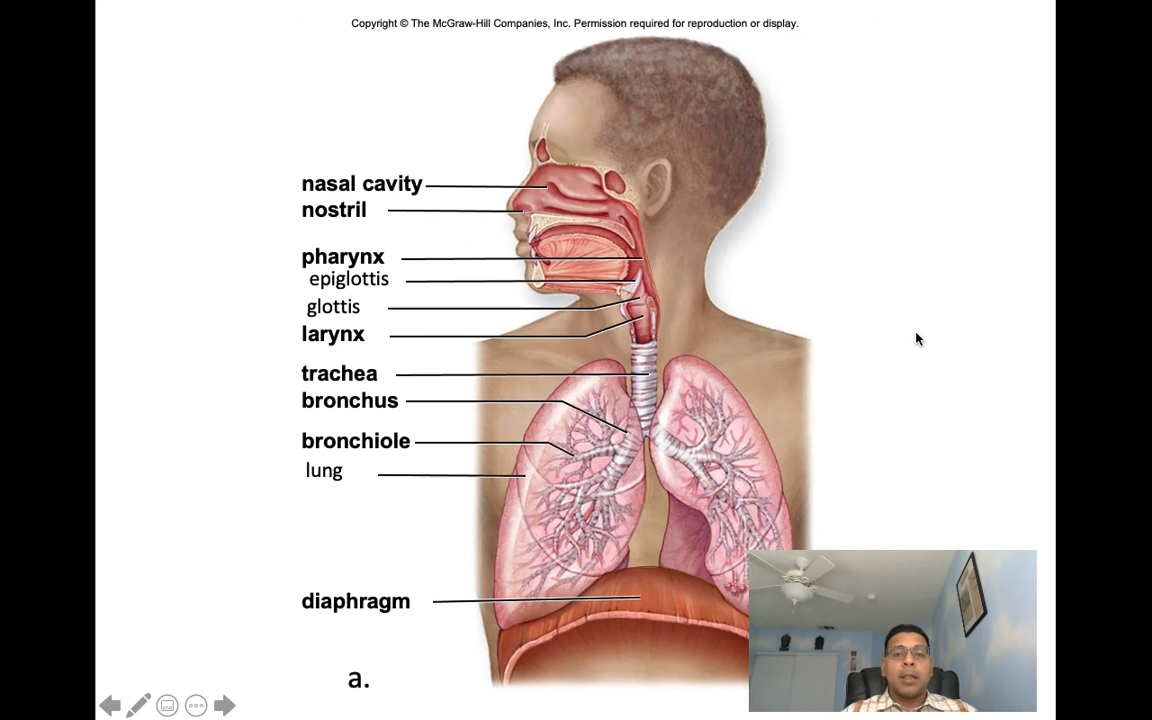 Copyright © The McGraw-Hill Companies, Inc. Permission required for reproduction or display.
nasal cavity
nostril
pharynx
epiglottis
glottis
larynx
trachea
bronchus
bronchiole
lung
diaphragm
a.